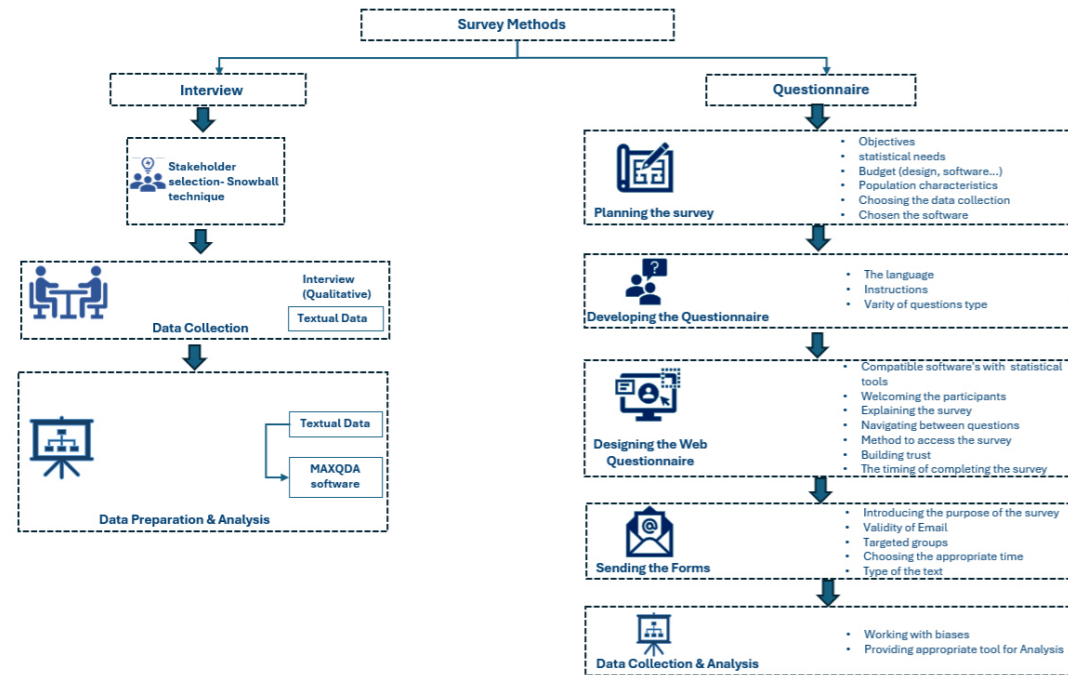 Survey Methods
Interview
Stakeholder
selection- Snowball
technique
Interview
(Qualitative)
Textual Data
Data Collection
Textual Data
MAXQDA
software
Data Preparation & Analysis
Questionnaire
• Objectives
• statistical needs
• Budget (design, software...)
• Population characteristics
• Choosing the data collection
• Chosen the software
Planning the survey
?
• The language
• Instructions
• Varity of questions type
Developing the Questionnaire
• Compatible software's with statistical
tools
• Welcoming the participants
• Explaining the survey
• Navigating between questions
• Method to access the survey
• Building trust
• The timing of completing the survey
Designing the Web
Questionnaire
• Introducing the purpose of the survey
• Validity of Email
• Targeted groups
• Choosing the appropriate time
• Type of the text
@
Sending the Forms
• Working with biases
• Providing appropriate tool for Analysis
Data Collection & Analysis